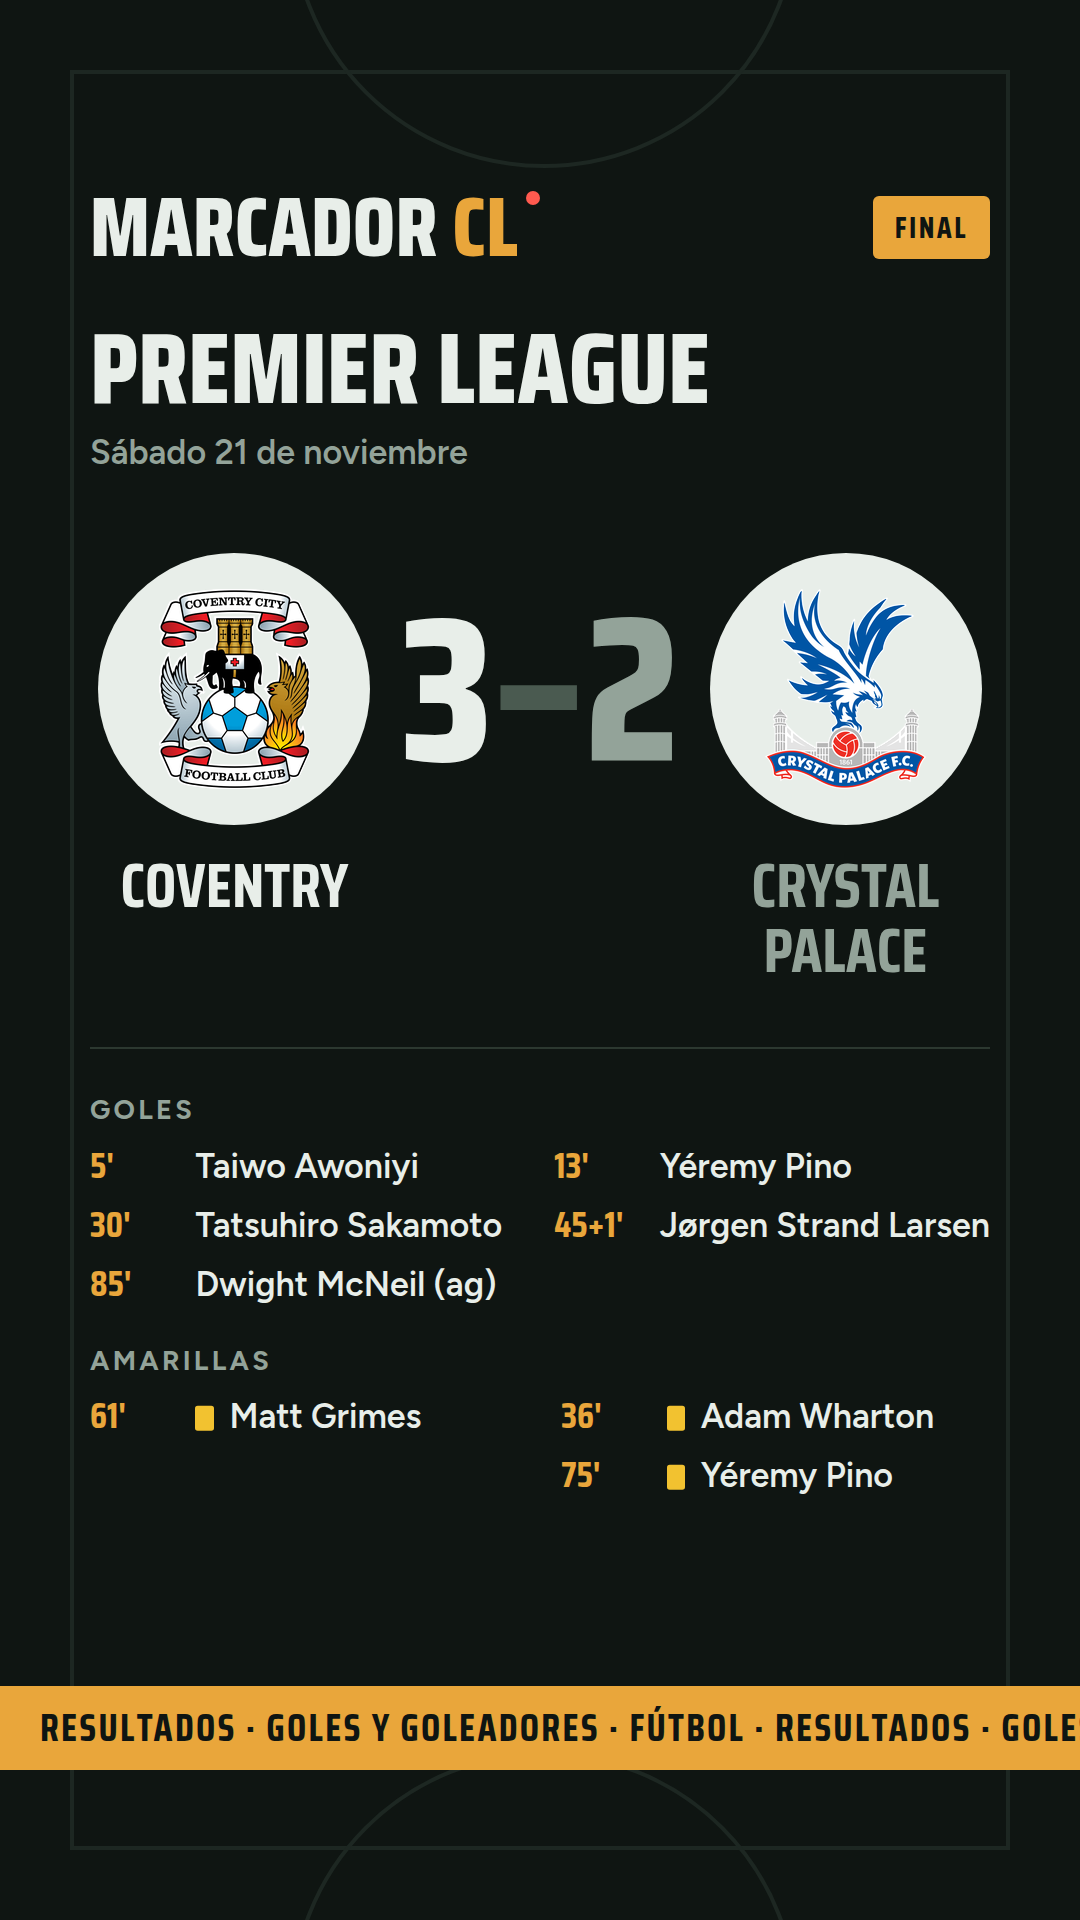 MARCADOR CL
FINAL
PREMIER LEAGUE
Sábado 21 de noviembre
COVENTRY CITY
FOOTBALL CLUB
3–2
1861
CRYSTAL PALACE F.C.
COVENTRY
CRYSTAL
PALACE
GOLES
5' Taiwo Awoniyi
30' Tatsuhiro Sakamoto
85' Dwight McNeil (ag)
13' Yéremy Pino
45+1' Jørgen Strand Larsen
AMARILLAS
61' Matt Grimes
36' Adam Wharton
75' Yéremy Pino
RESULTADOS · GOLES Y GOLEADORES · FÚTBOL · RESULTADOS · GOLES